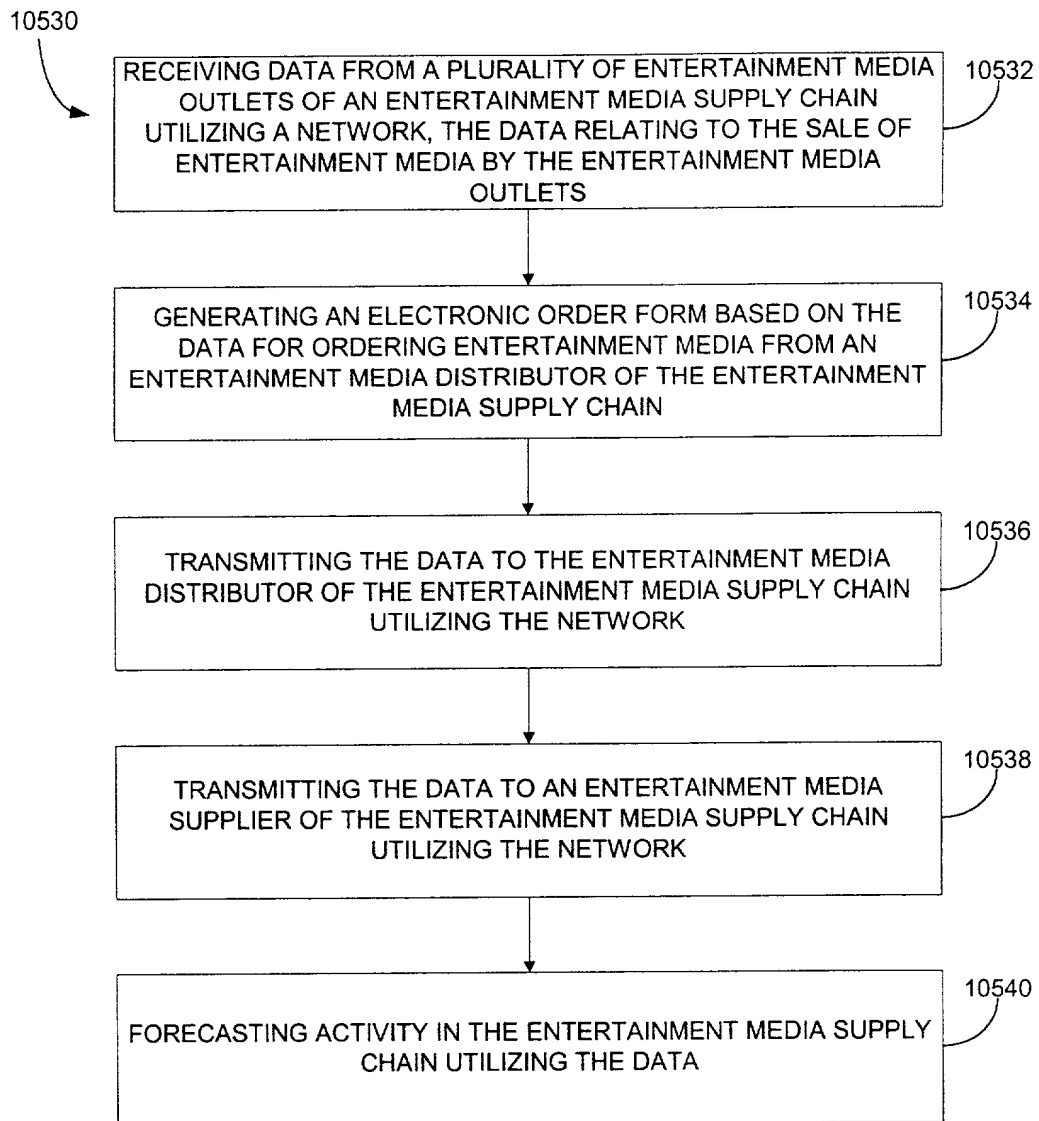 10530
RECEIVING DATA FROM A PLURALITY OF ENTERTAINMENT MEDIA
OUTLETS OF AN ENTERTAINMENT MEDIA SUPPLY CHAIN
UTILIZING A NETWORK, THE DATA RELATING TO THE SALE OF
ENTERTAINMENT MEDIA BY THE ENTERTAINMENT MEDIA
OUTLETS
10532
GENERATING AN ELECTRONIC ORDER FORM BASED ON THE
DATA FOR ORDERING ENTERTAINMENT MEDIA FROM AN
ENTERTAINMENT MEDIA DISTRIBUTOR OF THE ENTERTAINMENT
MEDIA SUPPLY CHAIN
10534
TRANSMITTING THE DATA TO THE ENTERTAINMENT MEDIA
DISTRIBUTOR OF THE ENTERTAINMENT MEDIA SUPPLY CHAIN
UTILIZING THE NETWORK
10536
TRANSMITTING THE DATA TO AN ENTERTAINMENT MEDIA
SUPPLIER OF THE ENTERTAINMENT MEDIA SUPPLY CHAIN
UTILIZING THE NETWORK
10538
FORECASTING ACTIVITY IN THE ENTERTAINMENT MEDIA SUPPLY
CHAIN UTILIZING THE DATA
10540